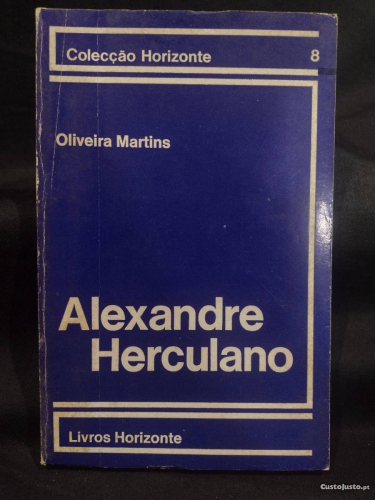 Colecção Horizonte 8
Oliveira Martins
Alexandre
Herculano
Livros Horizonte
CustoJusto.pt